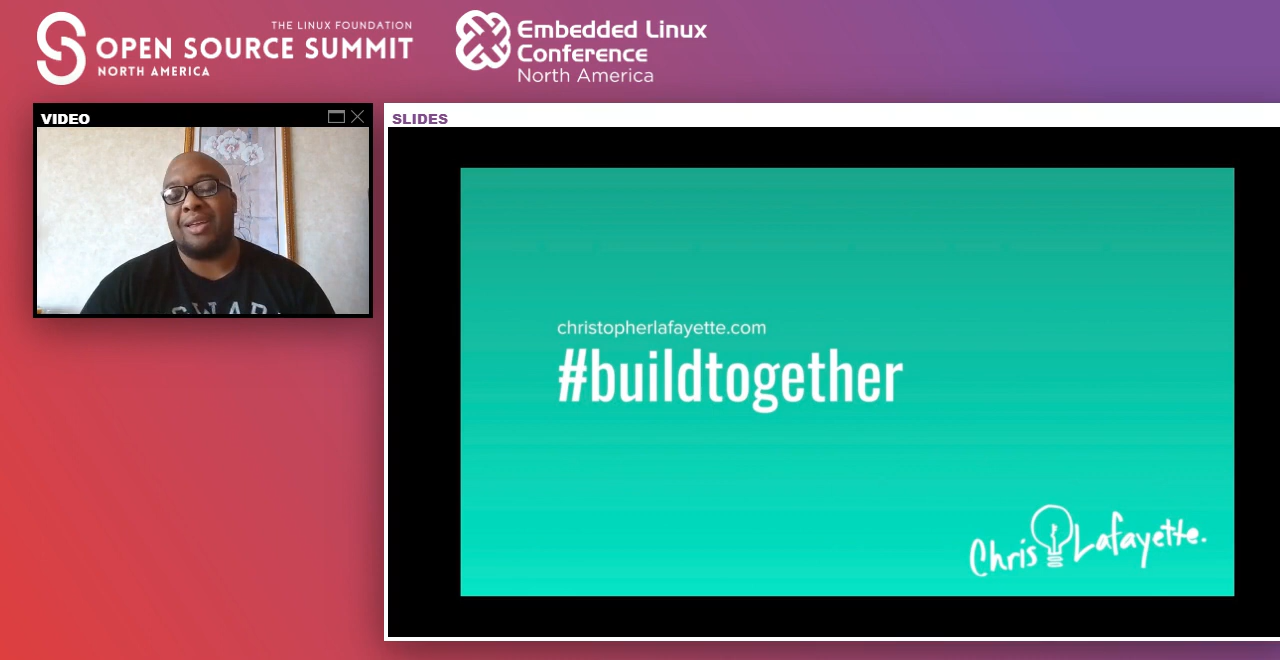 THE LINUX FOUNDATION
OPEN SOURCE SUMMIT
NORTH AMERICA
Embedded Linux
Conference
North America
VIDEO
SLIDES
christopherlafayette.com
#buildtogether
Chris Lafayette.